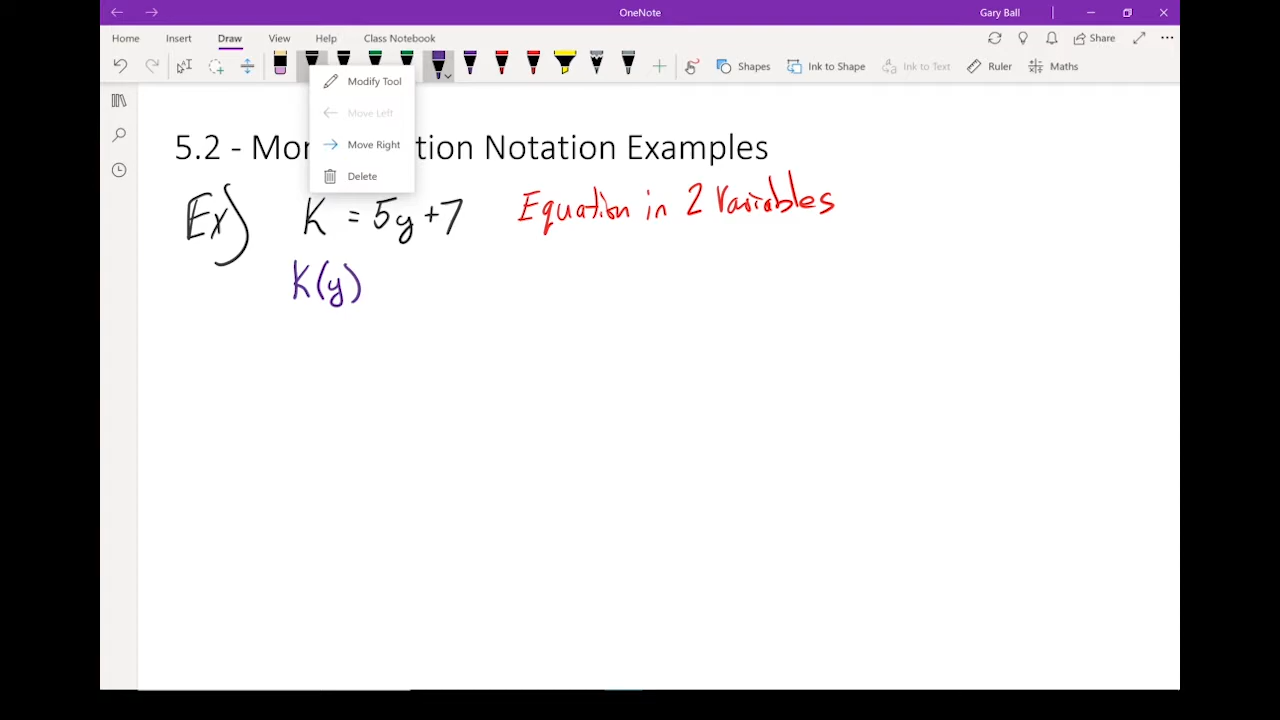 OneNote
Gary Ball
Home Insert Draw View Help Class Notebook
Share
Shapes Ink to Shape Ink to Text Ruler Maths
Modify Tool
Move Left
Move Right
Delete
5.2 - Mor tion Notation Examples
Ex) K = 5y + 7 Equation in 2 Variables
K(y)